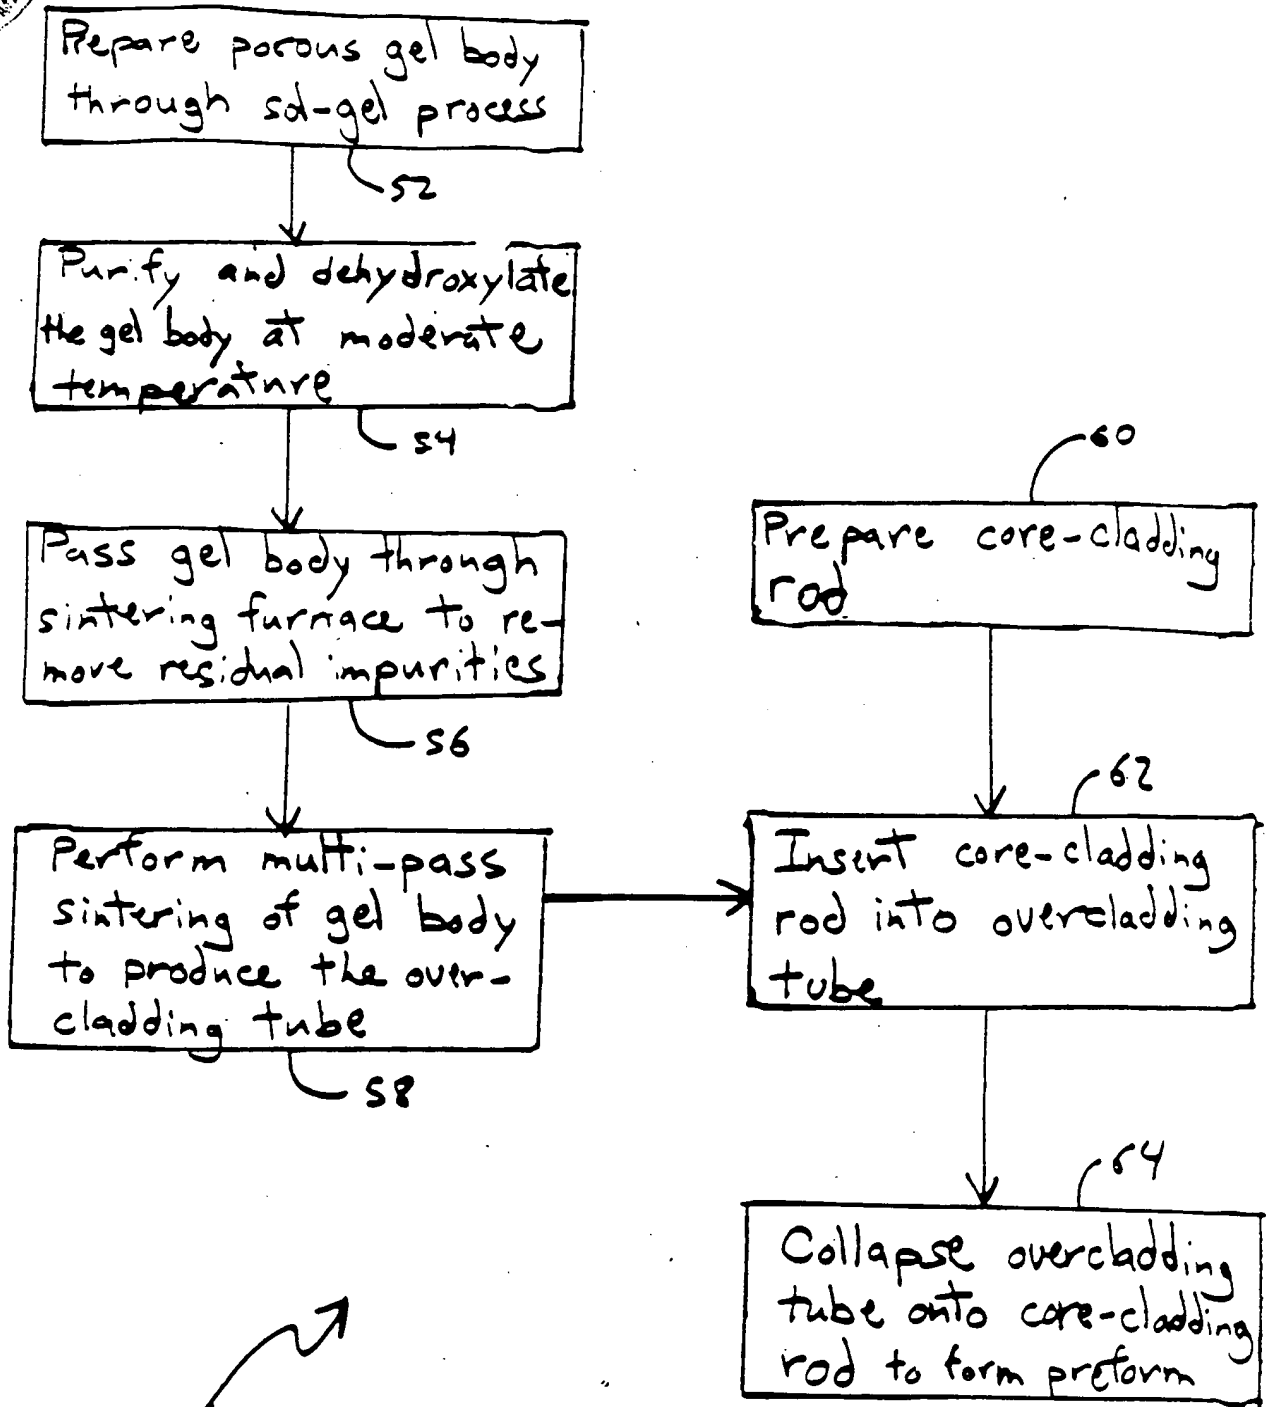 Prepare porous gel body
through sol-gel process
52
Purify and dehydroxylate
the gel body at moderate
temperature
54
Pass gel body through
sintering furnace to re-
move residual impurities
56
Perform multi-pass
sintering of gel body
to produce the over-
cladding tube
58
60
Prepare core-cladding
rod
62
Insert core-cladding
rod into overcladding
tube
64
Collapse overcladding
tube onto core-cladding
rod to form preform